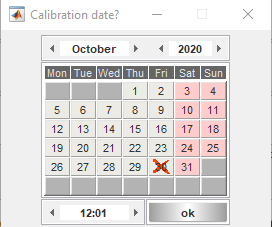 Calibration date?
October 2020
Mon Tue Wed Thu Fri Sat Sun
1 2 3 4
5 6 7 8 9 10 11
12 13 14 15 16 17 18
19 20 21 22 23 24 25
26 27 28 29 30 31
12:01 ok